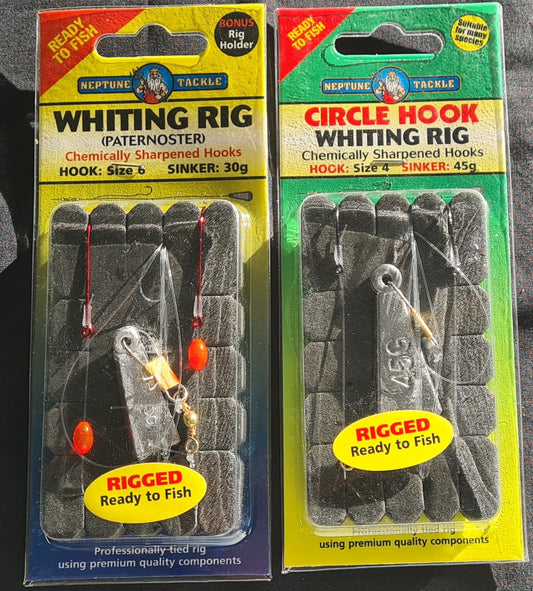 READY
TO FISH
BONUS
Rig
Holder
NEPTUNE TACKLE
WHITING RIG
(PATERNOSTER)
Chemically Sharpened Hooks
HOOK: Size 6 SINKER: 30g
RIGGED
Ready to Fish
Professionally tied rig
using premium quality components
READY
TO FISH
Suitable
for many
species
NEPTUNE TACKLE
CIRCLE HOOK
WHITING RIG
Chemically Sharpened Hooks
HOOK: Size 4 SINKER: 45g
45G
RIGGED
Ready to Fish
Professionally tied rig
using premium quality components